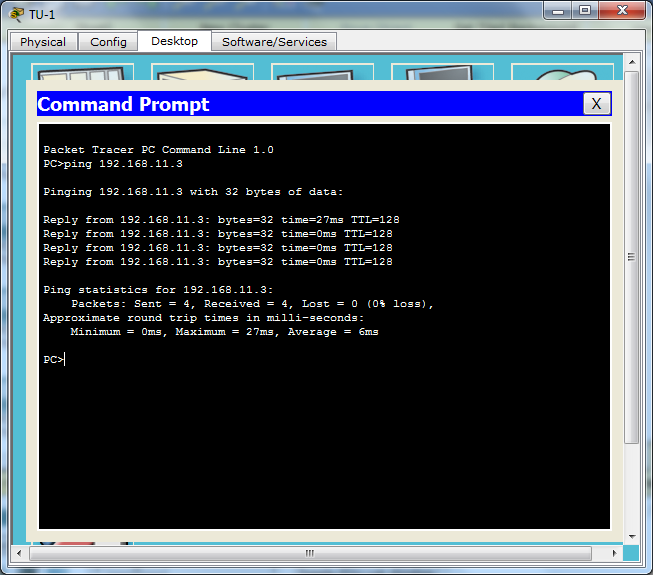 TU-1
Physical Config Desktop Software/Services
Command Prompt X
Packet Tracer PC Command Line 1.0
PC>ping 192.168.11.3
Pinging 192.168.11.3 with 32 bytes of data:
Reply from 192.168.11.3: bytes=32 time=27ms TTL=128
Reply from 192.168.11.3: bytes=32 time=0ms TTL=128
Reply from 192.168.11.3: bytes=32 time=0ms TTL=128
Reply from 192.168.11.3: bytes=32 time=0ms TTL=128
Ping statistics for 192.168.11.3:
Packets: Sent = 4, Received = 4, Lost = 0 (0% loss),
Approximate round trip times in milli-seconds:
Minimum = 0ms, Maximum = 27ms, Average = 6ms
PC>